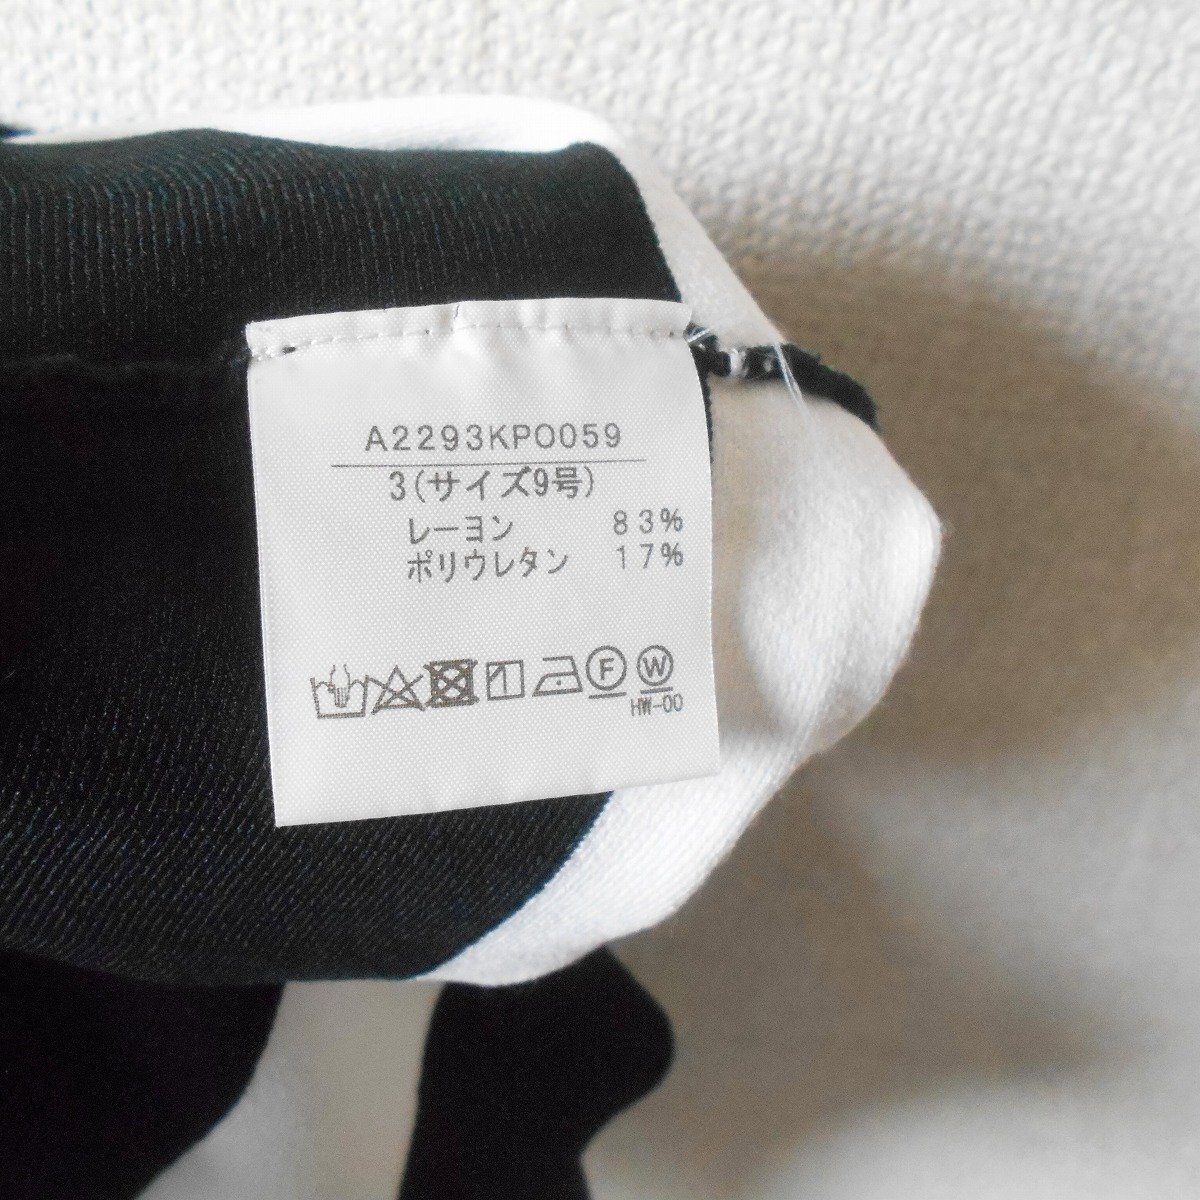 A2293KPO059
3(サイズ9号)
レーヨン 83%
ポリウレタン 17%
F W
HW-00